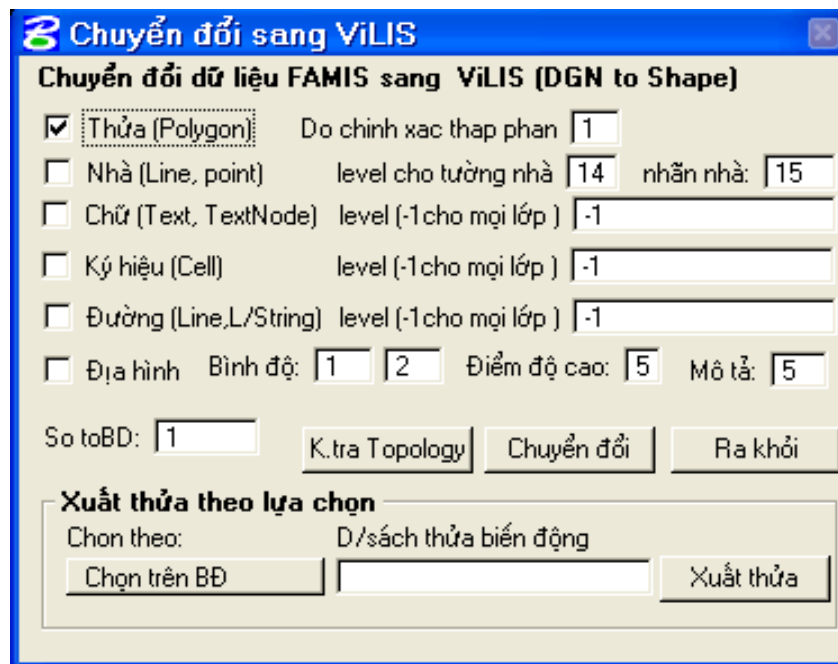 Chuyển đổi sang ViLIS
Chuyển đổi dữ liệu FAMIS sang ViLIS (DGN to Shape)
Thửa (Polygon) Do chinh xac thap phan 1
Nhà (Line, point) level cho tường nhà 14 nhãn nhà: 15
Chữ (Text, TextNode) level (-1cho mọi lớp ) -1
Ký hiệu (Cell) level (-1cho mọi lớp ) -1
Đường (Line,L/String) level (-1cho mọi lớp ) -1
Địa hình Bình độ: 1 2 Điểm độ cao: 5 Mô tả: 5
So toBD: 1 K.tra Topology Chuyển đổi Ra khỏi
Xuất thửa theo lựa chọn
Chon theo: D/sách thửa biến động
Chọn trên BĐ Xuất thửa